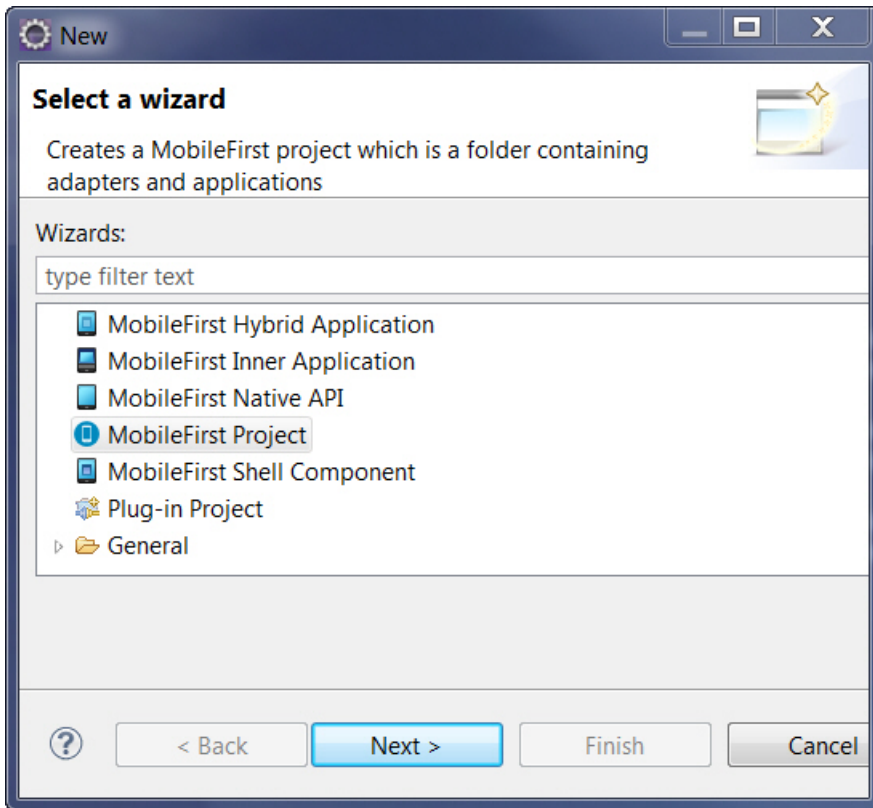 New
Select a wizard
Creates a MobileFirst project which is a folder containing
adapters and applications
Wizards:
type filter text
MobileFirst Hybrid Application
MobileFirst Inner Application
MobileFirst Native API
MobileFirst Project
MobileFirst Shell Component
Plug-in Project
General
? < Back Next > Finish Cancel